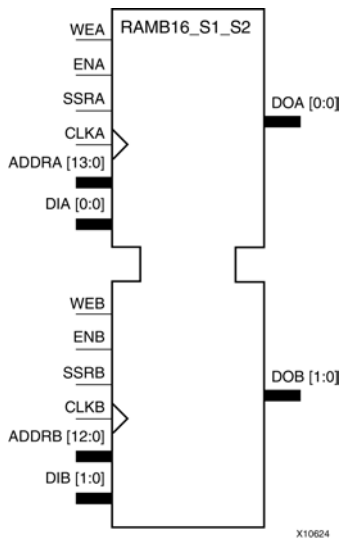 RAMB16_S1_S2
WEA
ENA
SSRA
CLKA
ADDRA [13:0]
DIA [0:0]
DOA [0:0]
WEB
ENB
SSRB
CLKB
ADDRB [12:0]
DIB [1:0]
DOB [1:0]
X10624